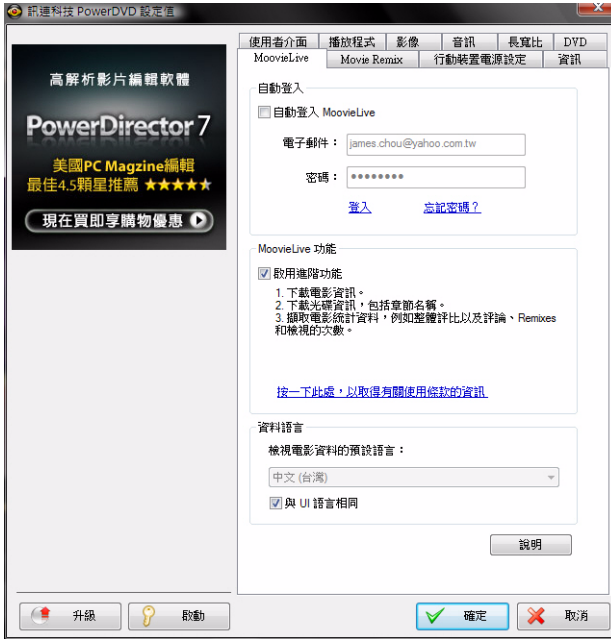 訊連科技 PowerDVD 設定值
高解析影片編輯軟體
PowerDirector 7
美國PC Magzine編輯
最佳4.5顆星推薦 ★★★★★
現在買即享購物優惠
使用者介面 播放程式 影像 音訊 長寬比 DVD
MoovieLive Movie Remix 行動裝置電源設定 資訊
自動登入
自動登入 MoovieLive
電子郵件： james.chou@yahoo.com.tw
密碼： ●●●●●●●●
登入 忘記密碼？
MoovieLive 功能
啟用進階功能
1. 下載電影資訊。
2. 下載光碟資訊，包括章節名稱。
3. 擷取電影統計資料，例如整體評比以及評論、Remixes
和檢視的次數。
按一下此處，以取得有關使用條款的資訊
資料語言
檢視電影資料的預設語言：
中文 (台灣)
與 UI 語言相同
說明
升級 啟動 確定 取消